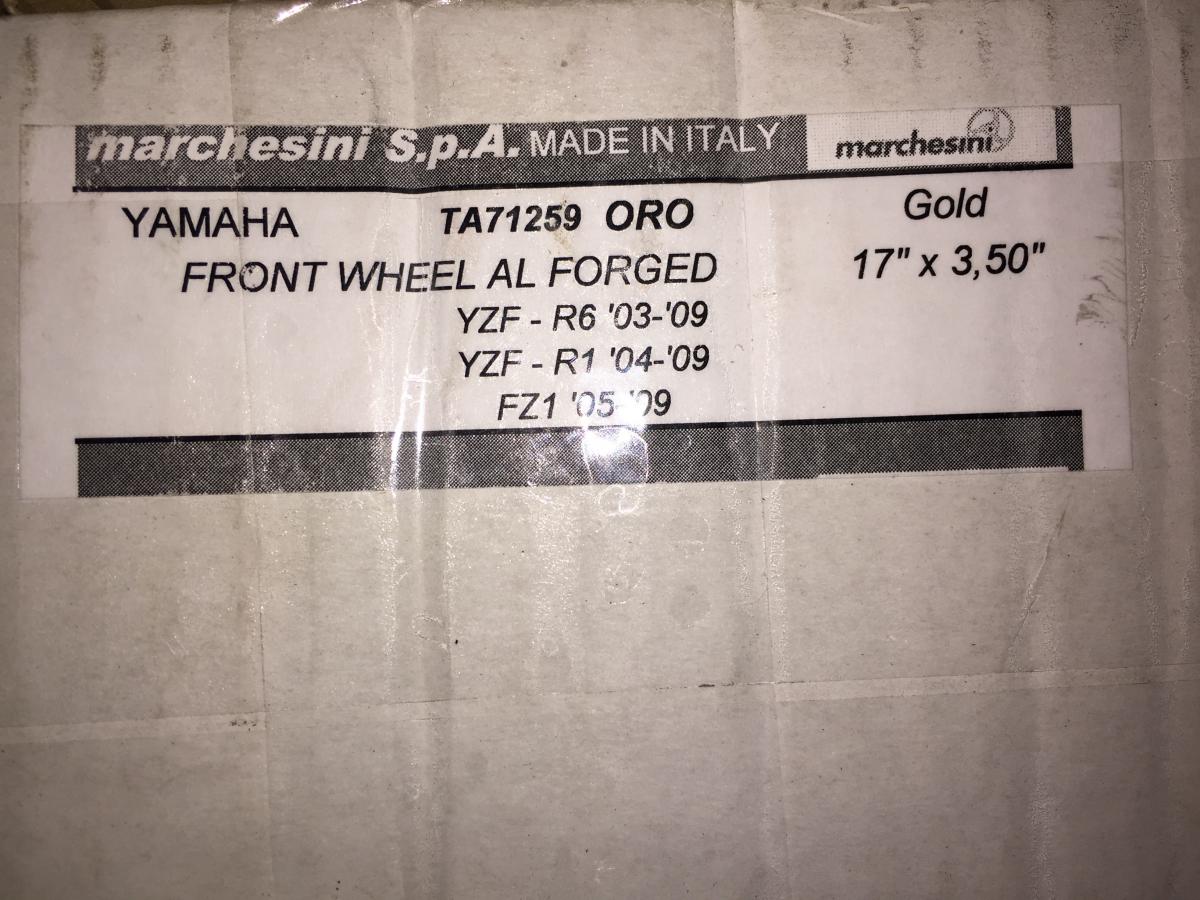 marchesini S.p.A. MADE IN ITALY marchesini
YAMAHA TA71259 ORO Gold
FRONT WHEEL AL FORGED 17" x 3,50"
YZF - R6 '03-'09
YZF - R1 '04-'09
FZ1 '05-'09